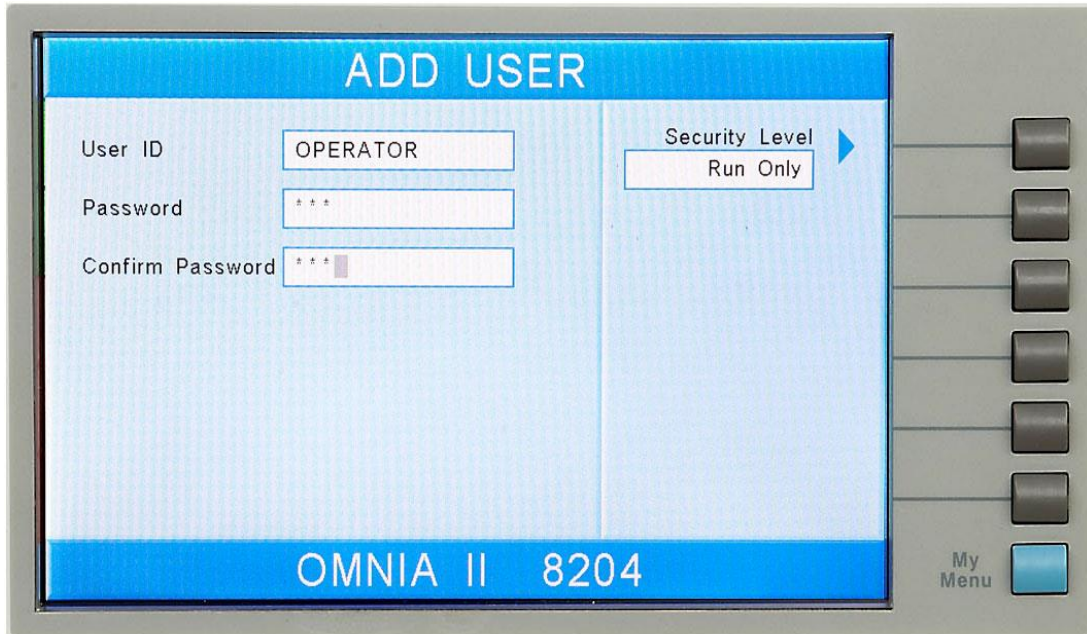 ADD USER
User ID
OPERATOR
Password
***
Confirm Password
***
Security Level
Run Only
OMNIA II 8204
My
Menu